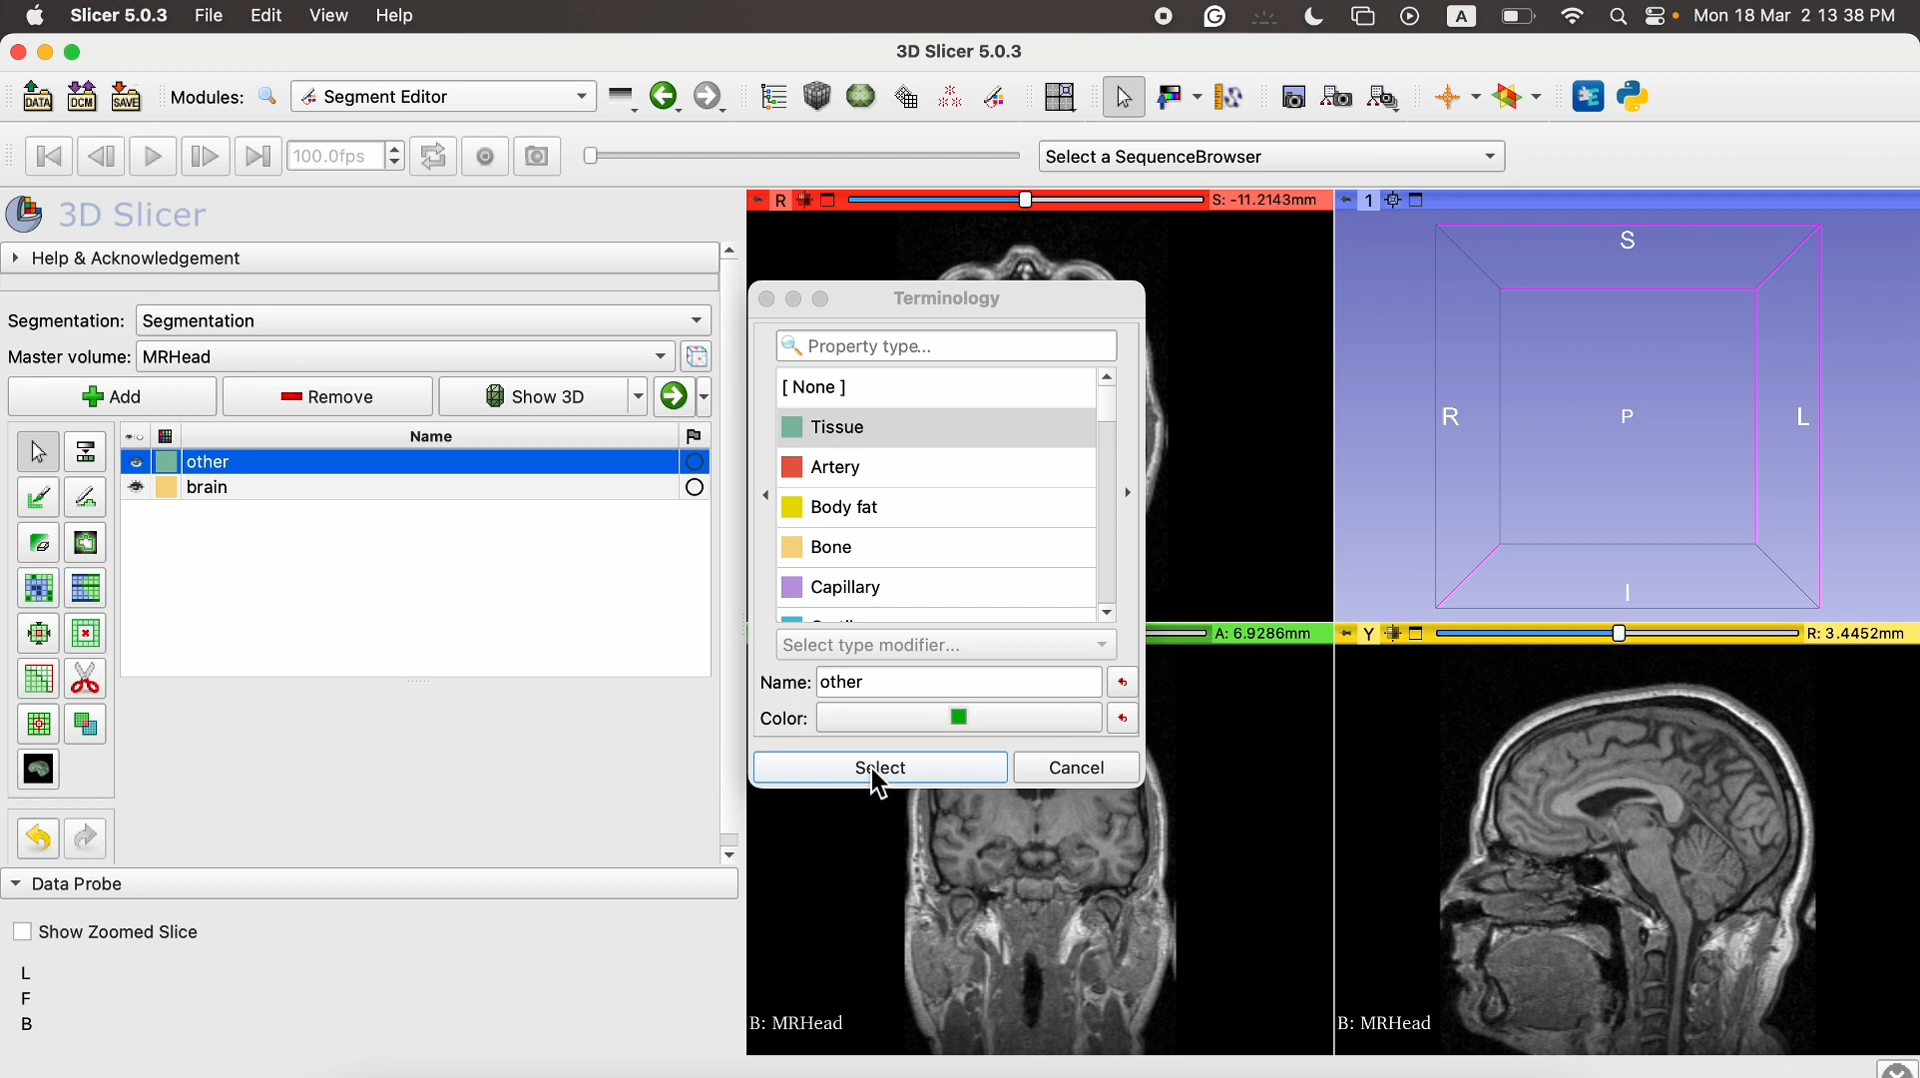 Slicer 5.0.3 File Edit View Help
A Mon 18 Mar 2 13 38 PM
3D Slicer 5.0.3
DATA DCM SAVE Modules: Segment Editor
100.0fps Select a SequenceBrowser
3D Slicer
Help & Acknowledgement
Segmentation: Segmentation
Master volume: MRHead
Add Remove Show 3D
Name
other
brain
Data Probe
Show Zoomed Slice
L
F
B
R S: -11.2143mm
1
S
R P L
I
Terminology
Property type...
[ None ]
Tissue
Artery
Body fat
Bone
Capillary
Select type modifier...
Name: other
Color:
Select Cancel
A: 6.9286mm
Y R: 3.4452mm
B: MRHead
B: MRHead